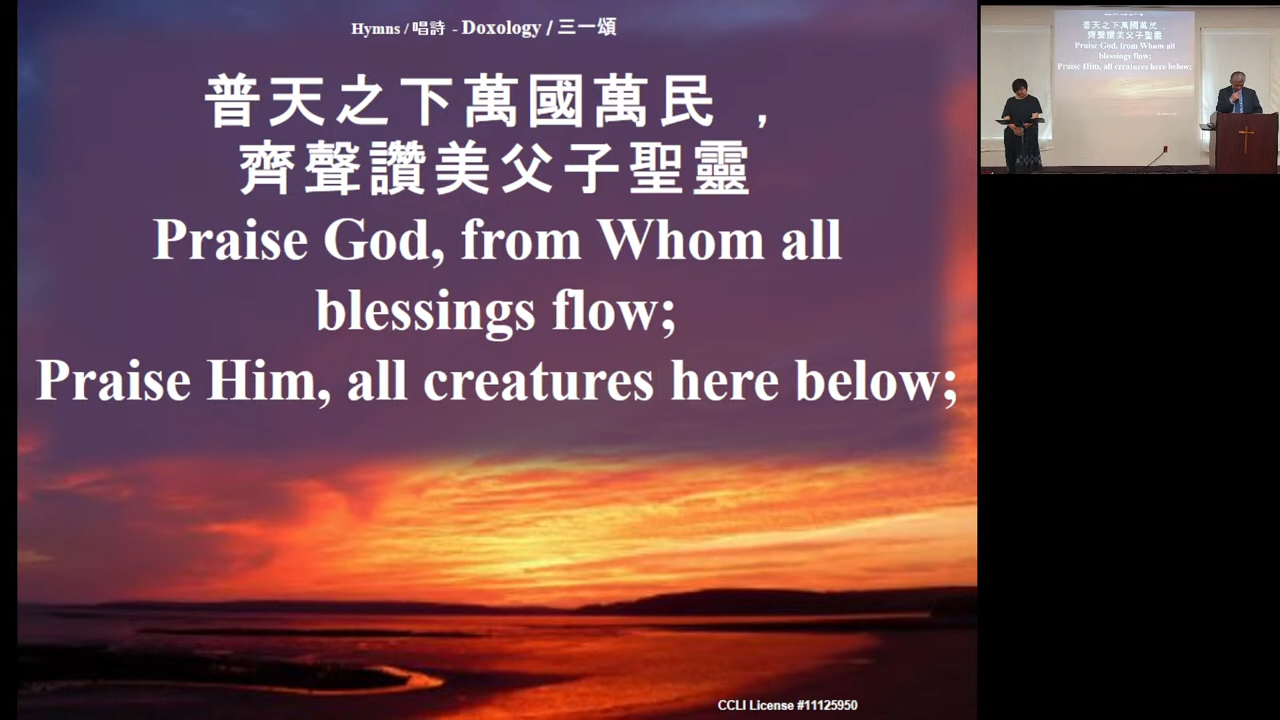 Hymns / 唱詩 - Doxology / 三一頌
普天之下萬國萬民，
齊聲讚美父子聖靈
Praise God, from Whom all
blessings flow;
Praise Him, all creatures here below;
CCLI License #11125950
普天之下萬國萬民，
齊聲讚美父子聖靈
Praise God, from Whom all
blessings flow;
Praise Him, all creatures here below;